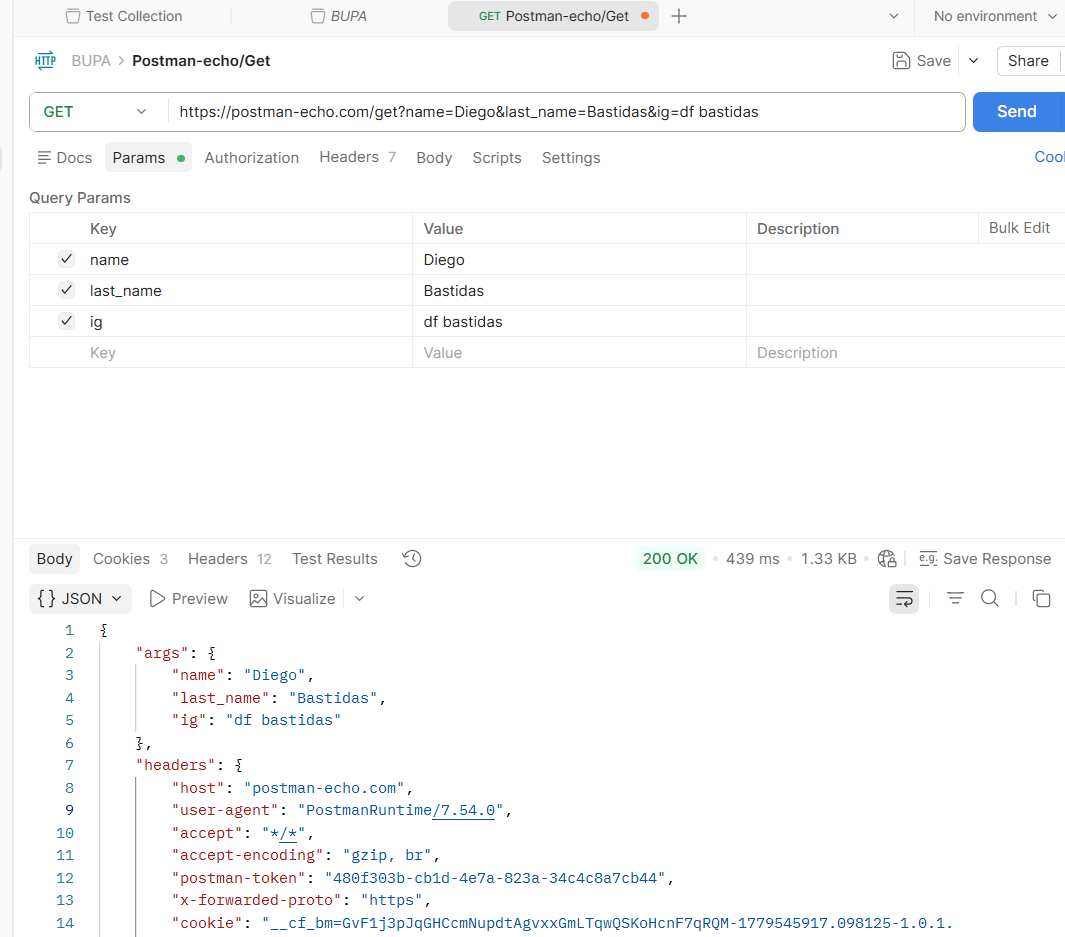 Test Collection BUPA GET Postman-echo/Get No environment
HTTP BUPA > Postman-echo/Get Save Share
GET https://postman-echo.com/get?name=Diego&last_name=Bastidas&ig=df bastidas Send
Docs Params Authorization Headers 7 Body Scripts Settings
Query Params
Key Value Description Bulk Edit
name Diego
last_name Bastidas
ig df bastidas
Key Value Description
Body Cookies 3 Headers 12 Test Results 200 OK • 439 ms • 1.33 KB • e.g. Save Response
{} JSON Preview Visualize
1 {
2 "args": {
3 "name": "Diego",
4 "last_name": "Bastidas",
5 "ig": "df bastidas"
6 },
7 "headers": {
8 "host": "postman-echo.com",
9 "user-agent": "PostmanRuntime/7.54.0",
10 "accept": "*/*",
11 "accept-encoding": "gzip, br",
12 "postman-token": "480f303b-cb1d-4e7a-823a-34c4c8a7cb44",
13 "x-forwarded-proto": "https",
14 "cookie": "__cf_bm=GvF1j3pJqGHCcmNupdtAgvxxGmLTqwQSKoHcnF7qRQM-1779545917.098125-1.0.1.